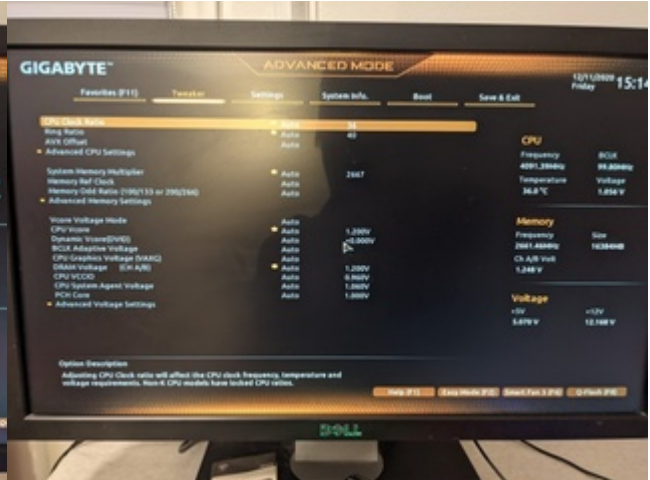 GIGABYTE™
ADVANCED MODE
12/11/2020
Friday 15:14
Favorites (F11) Tweaker Settings System Info. Boot Save & Exit
CPU Clock Ratio Auto
Ring Ratio Auto 40
AVX Offset Auto
Advanced CPU Settings
System Memory Multiplier Auto 2667
Memory Ref Clock Auto
Memory Odd Ratio (100/133 or 200/266) Auto
Advanced Memory Settings
Vcore Voltage Mode Auto
CPU Vcore Auto 1.200V
Dynamic Vcore(DVID) Auto +0.000V
BCLK Adaptive Voltage Auto
CPU Graphics Voltage (VAXG) Auto
DRAM Voltage (CH A/B) Auto 1.200V
CPU VCCIO Auto 0.960V
CPU System Agent Voltage Auto 1.060V
PCH Core Auto 1.000V
Advanced Voltage Settings
CPU
Frequency BCLK
4091.39MHz 99.80MHz
Temperature Voltage
36.0 °C 1.056 V
Memory
Frequency Size
2661.46MHz 16384MB
Ch A/B Volt
1.248 V
Voltage
+5V +12V
5.070 V 12.168 V
Option Description
Adjusting CPU Clock ratio will affect the CPU clock frequency, temperature and
voltage requirements. Non-K CPU models have locked CPU ratios.
Help (F1) Easy Mode (F2) Smart Fan 5 (F6) Q-Flash (F8)
DELL